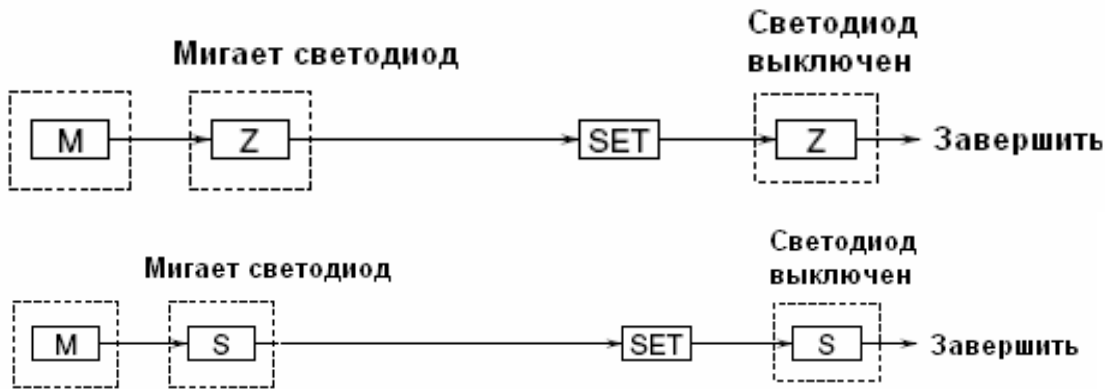 Мигает светодиод
Светодиод
выключен
M
Z
SET
Z
Завершить
Мигает светодиод
Светодиод
выключен
M
S
SET
S
Завершить